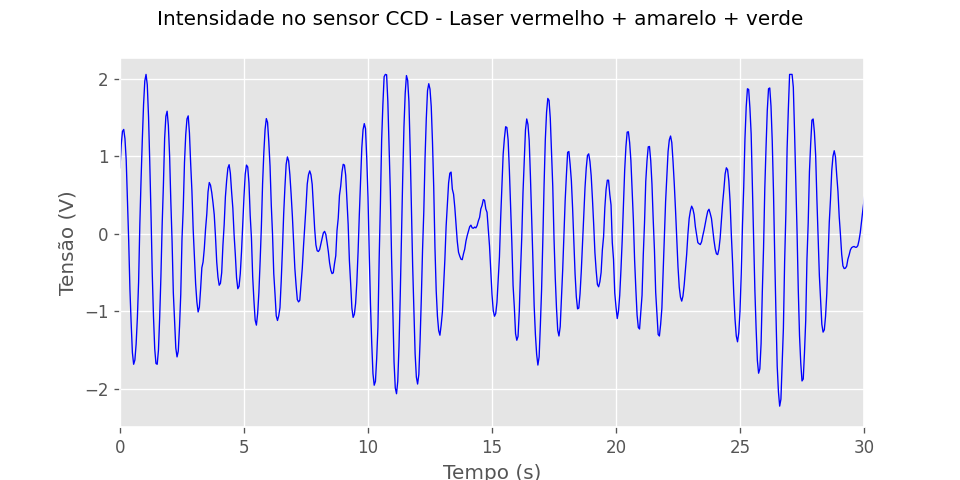 Intensidade no sensor CCD - Laser vermelho + amarelo + verde
2
1
0
−1
−2
Tensão (V)
0 5 10 15 20 25 30
Tempo (s)